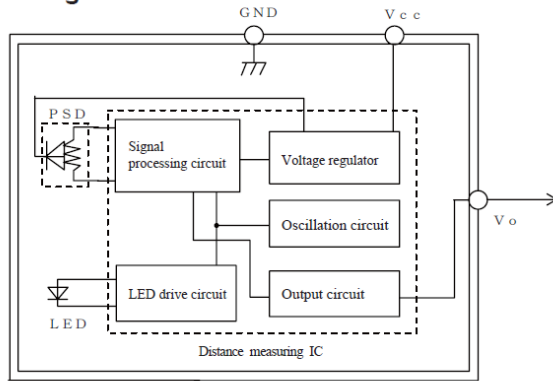 GND
Vcc
PSD
Signal
processing circuit
Voltage regulator
Oscillation circuit
Vo
LED drive circuit
Output circuit
LED
Distance measuring IC